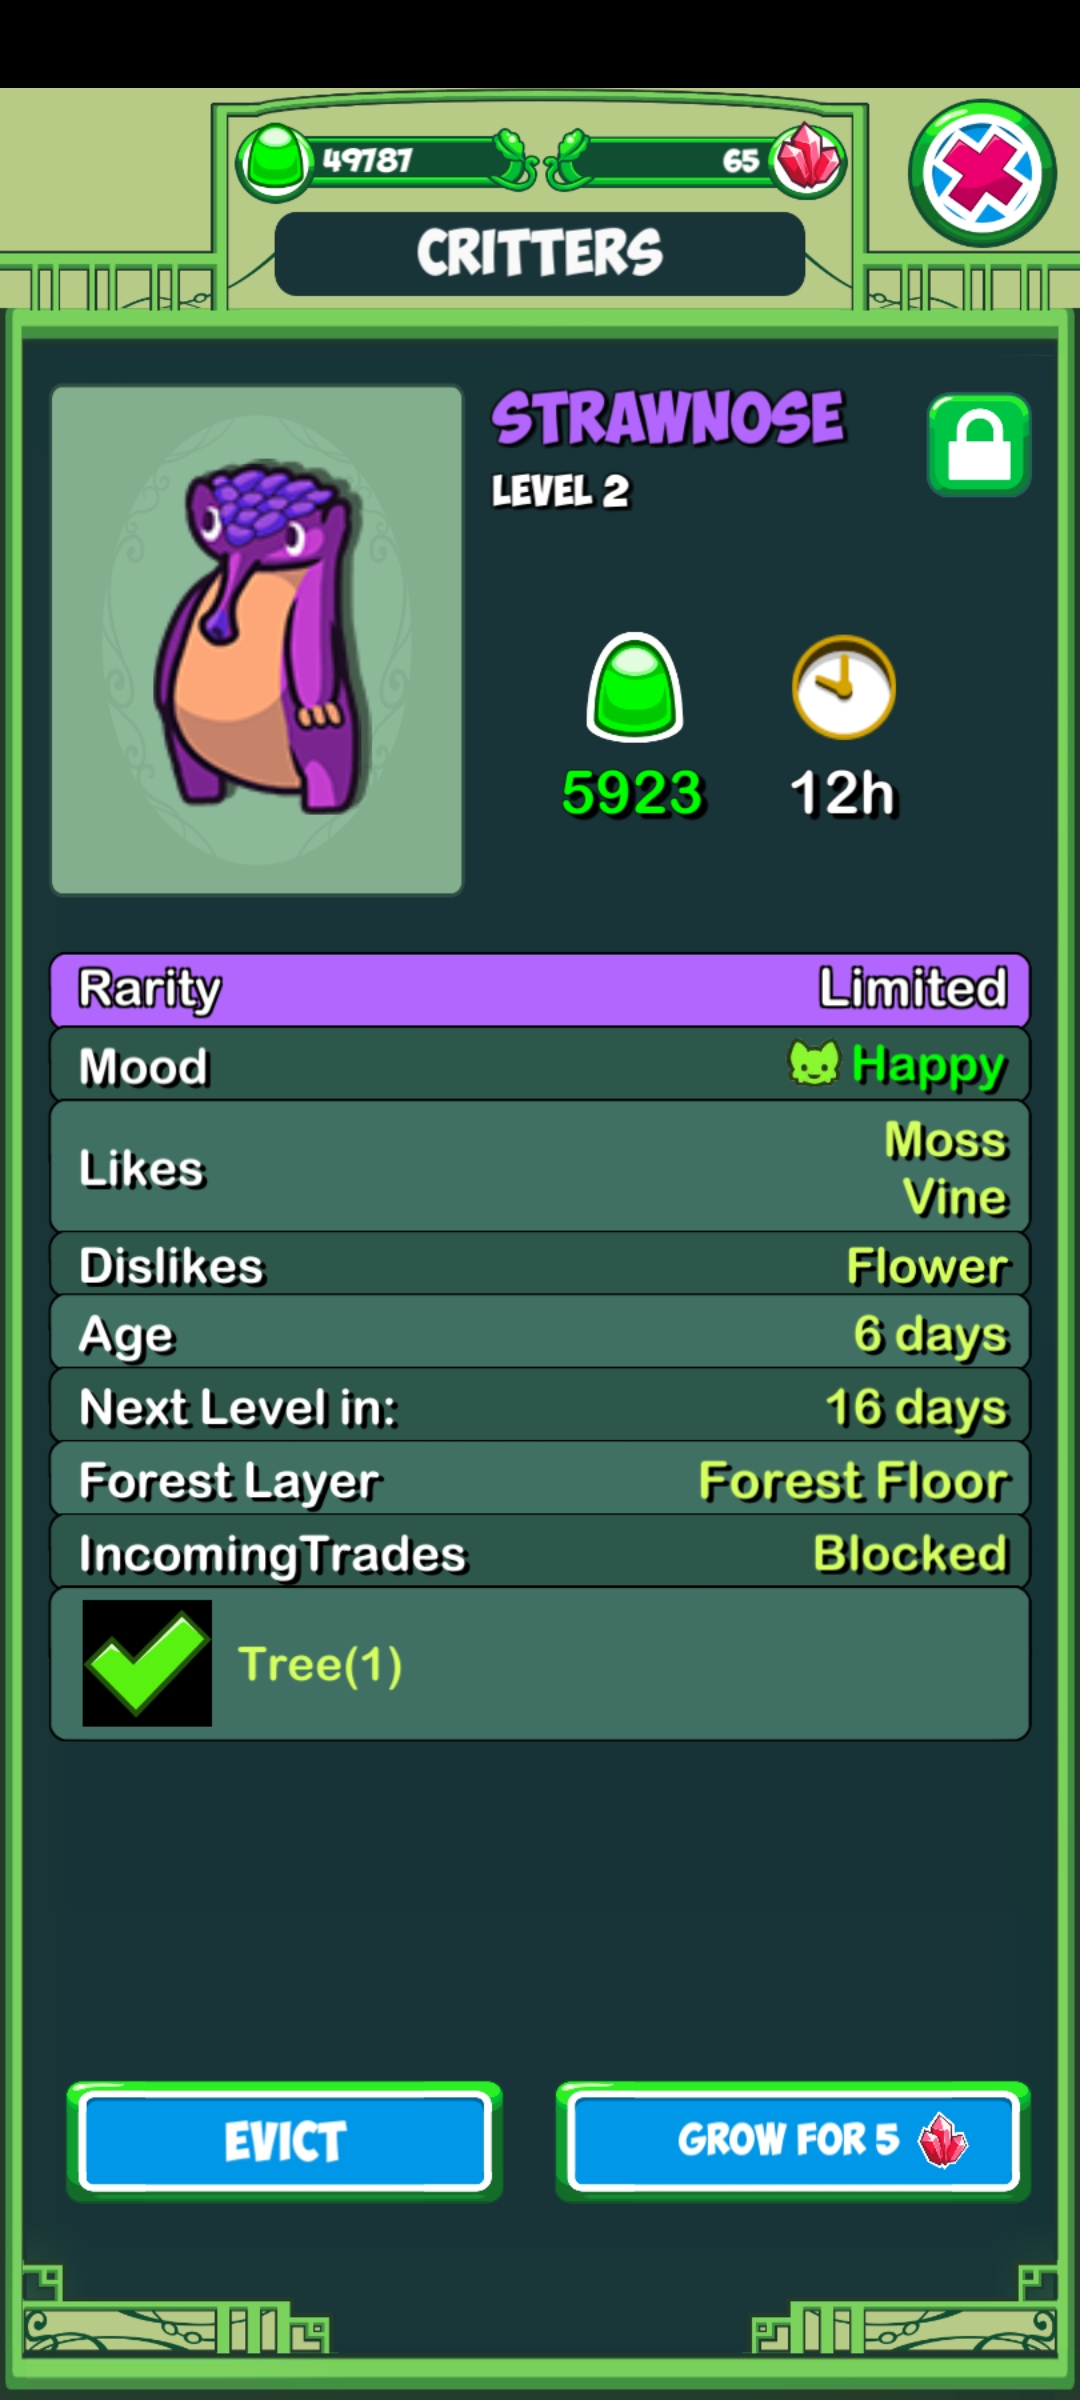 49787
65
CRITTERS
STRAWNOSE
LEVEL 2
5923
12h
Rarity Limited
Mood Happy
Likes Moss
Vine
Dislikes Flower
Age 6 days
Next Level in: 16 days
Forest Layer Forest Floor
IncomingTrades Blocked
Tree(1)
EVICT
GROW FOR 5